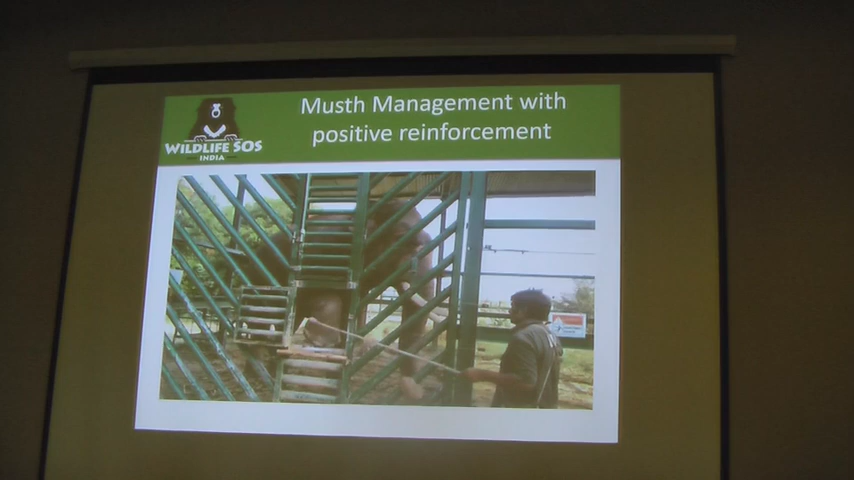 Musth Management with
positive reinforcement
WILDLIFE SOS
INDIA